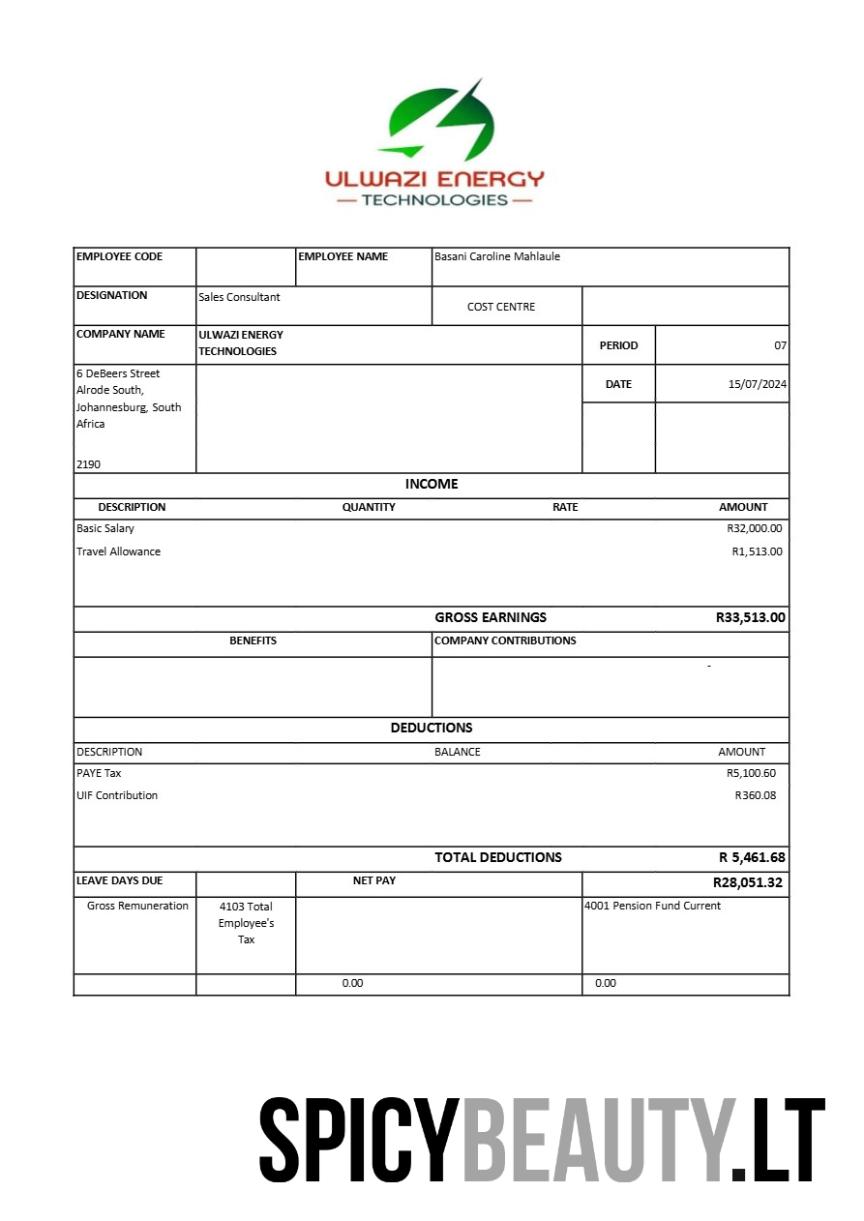 ULWAZI ENERGY
— TECHNOLOGIES —
EMPLOYEE CODE EMPLOYEE NAME Basani Caroline Mahlaule
DESIGNATION Sales Consultant COST CENTRE
COMPANY NAME ULWAZI ENERGY
TECHNOLOGIES
PERIOD 07
6 DeBeers Street
Alrode South,
Johannesburg, South
Africa
2190
DATE 15/07/2024
INCOME
DESCRIPTION QUANTITY RATE AMOUNT
Basic Salary R32,000.00
Travel Allowance R1,513.00
GROSS EARNINGS R33,513.00
BENEFITS COMPANY CONTRIBUTIONS
-
DEDUCTIONS
DESCRIPTION BALANCE AMOUNT
PAYE Tax R5,100.60
UIF Contribution R360.08
TOTAL DEDUCTIONS R 5,461.68
LEAVE DAYS DUE NET PAY R28,051.32
Gross Remuneration 4103 Total
Employee's
Tax
4001 Pension Fund Current
0.00 0.00
SPICYBEAUTY.LT